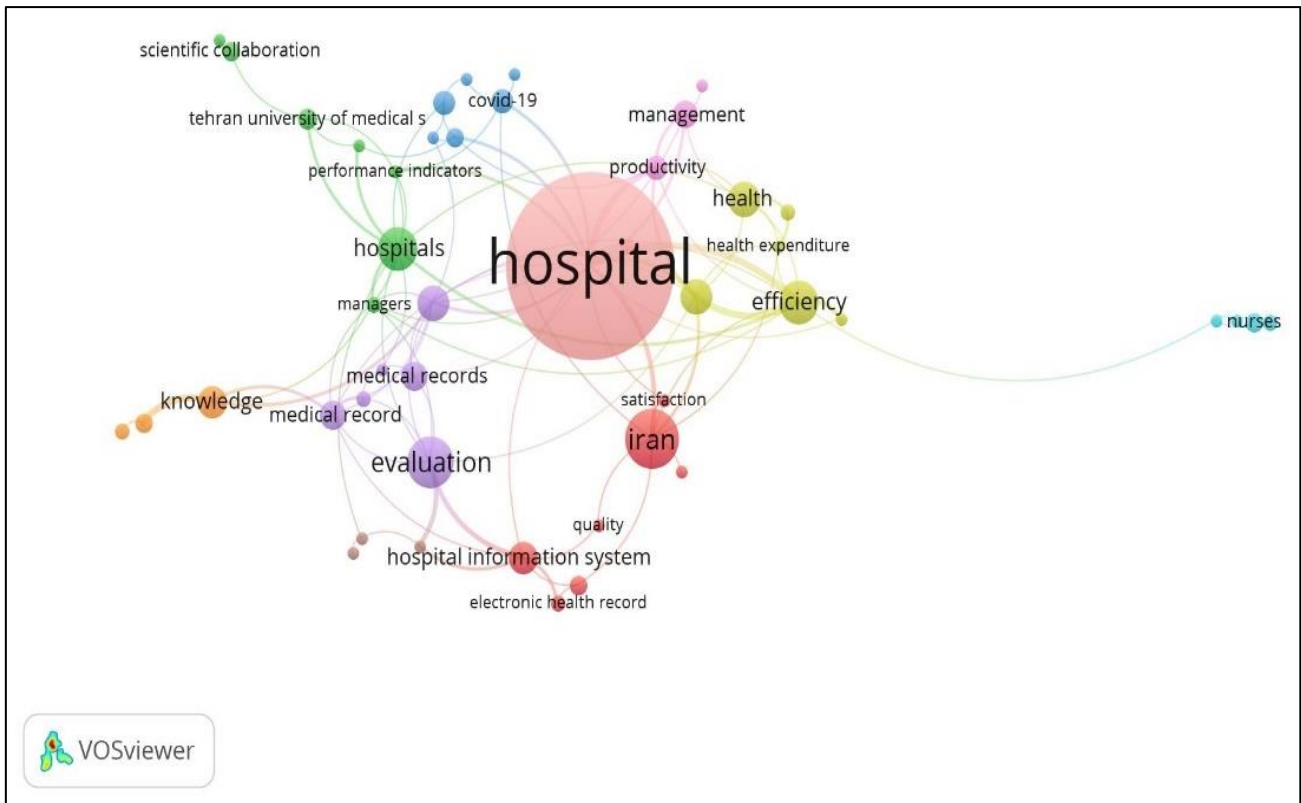 scientific collaboration
covid-19
tehran university of medical s
management
performance indicators
productivity
health
hospitals
hospital
health expenditure
managers
efficiency
nurses
medical records
knowledge
medical record
satisfaction
iran
evaluation
quality
hospital information system
electronic health record
VOSviewer